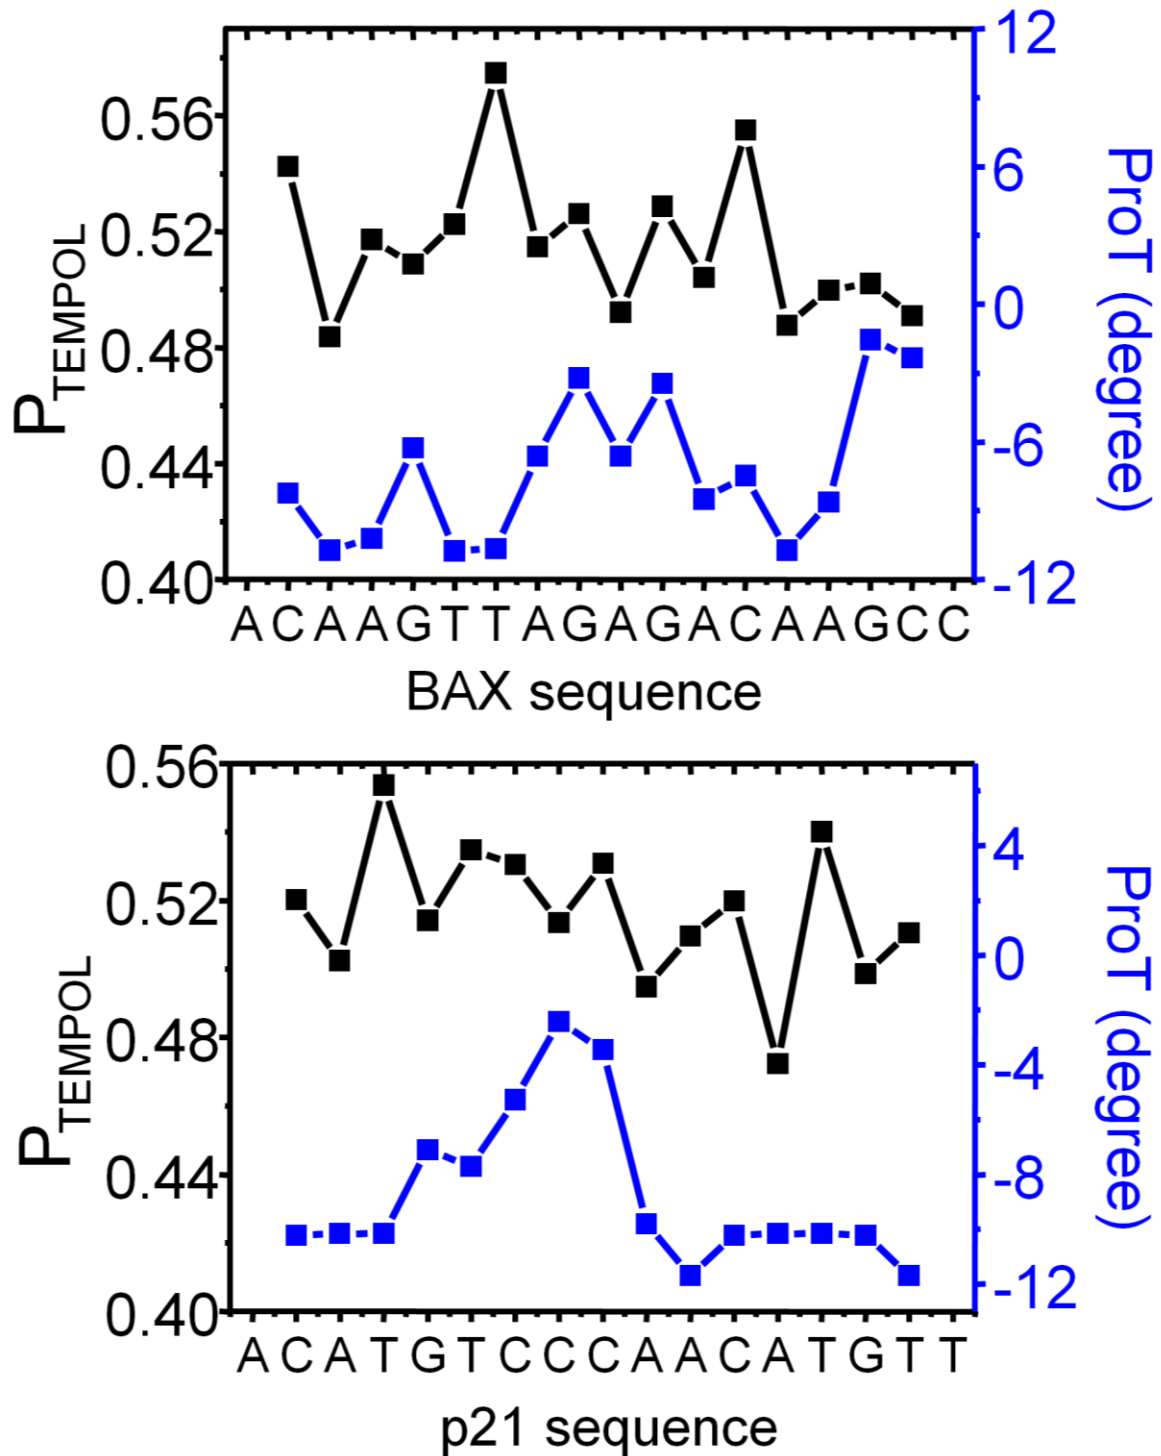 12
0.56
6
0.52
0
0.48
-6
0.44
0.40
-12
P_TEMPOL
ProT (degree)
A C A A G T T A G A G A C A A G C C
BAX sequence
0.56
4
0.52
0
0.48
-4
0.44
-8
-12
0.40
P_TEMPOL
ProT (degree)
A C A T G T C C C A A C A T G T T
p21 sequence